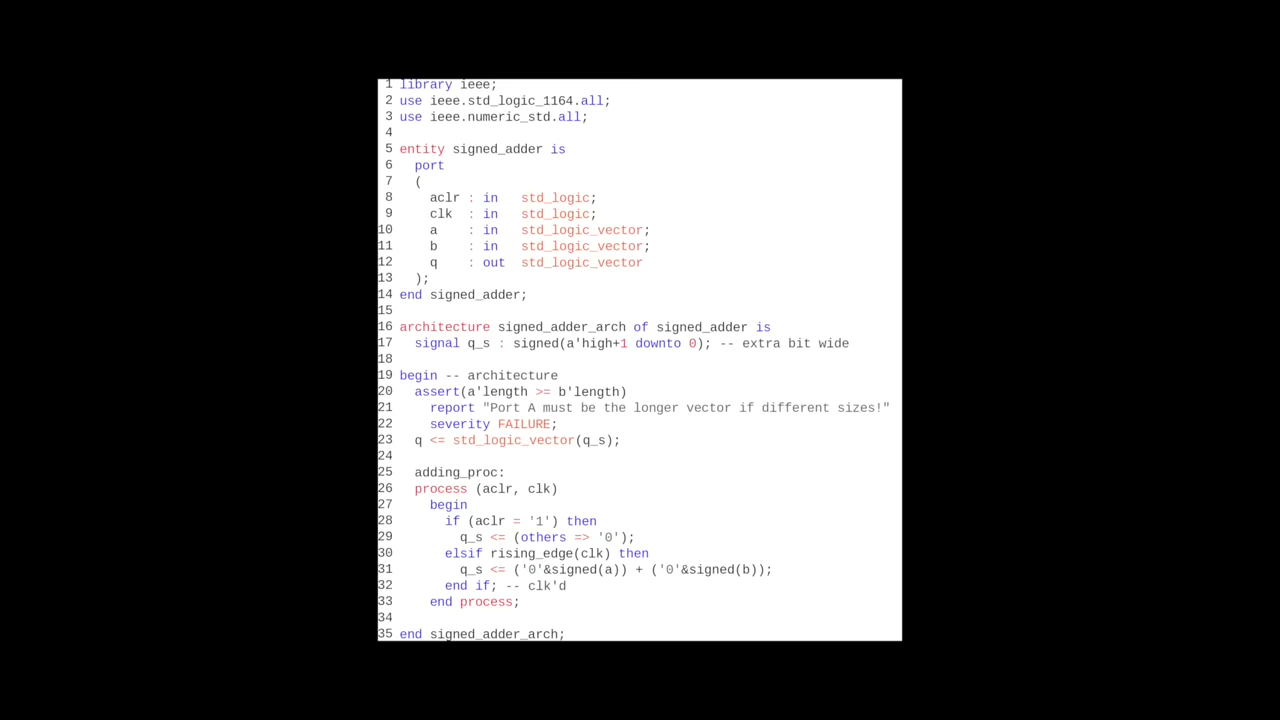 1 library ieee;
2 use ieee.std_logic_1164.all;
3 use ieee.numeric_std.all;
4
5 entity signed_adder is
6   port
7   (
8     aclr : in   std_logic;
9     clk  : in   std_logic;
10     a    : in   std_logic_vector;
11     b    : in   std_logic_vector;
12     q    : out  std_logic_vector
13   );
14 end signed_adder;
15
16 architecture signed_adder_arch of signed_adder is
17   signal q_s : signed(a'high+1 downto 0); -- extra bit wide
18
19 begin -- architecture
20   assert(a'length >= b'length)
21     report "Port A must be the longer vector if different sizes!"
22     severity FAILURE;
23   q <= std_logic_vector(q_s);
24
25   adding_proc:
26   process (aclr, clk)
27     begin
28       if (aclr = '1') then
29         q_s <= (others => '0');
30       elsif rising_edge(clk) then
31         q_s <= ('0'&signed(a)) + ('0'&signed(b));
32       end if; -- clk'd
33     end process;
34
35 end signed_adder_arch;